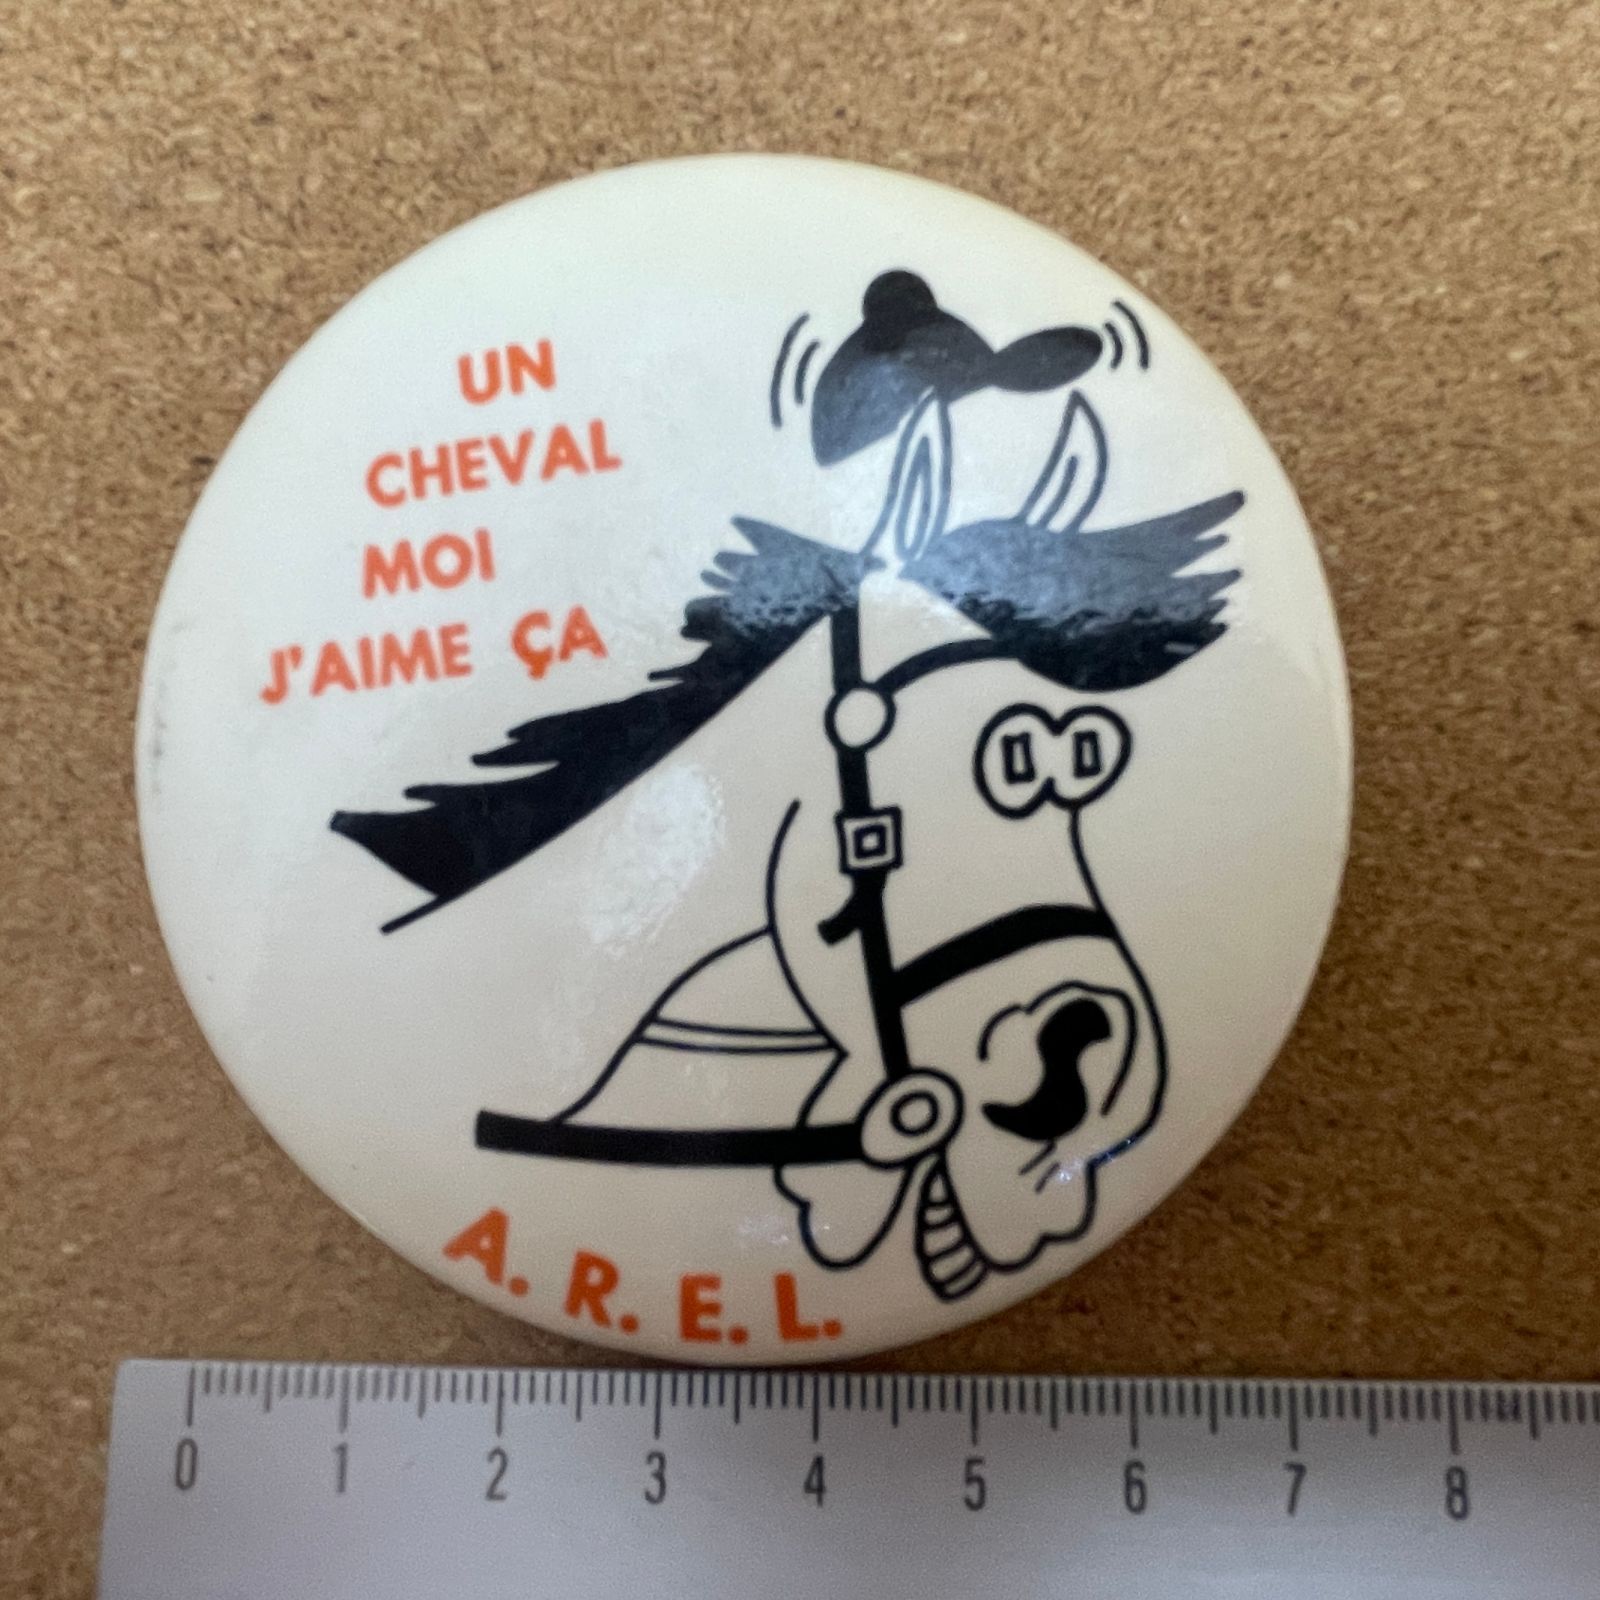 UN
CHEVAL
MOI
J'AIME ÇA
A. R. E. L.
0 1 2 3 4 5 6 7 8